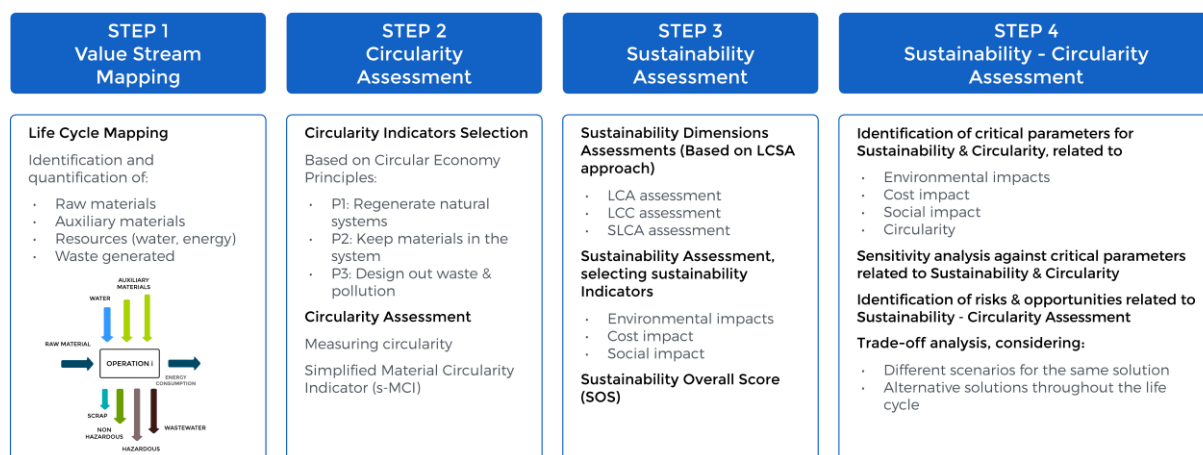 STEP 1
Value Stream
Mapping
STEP 2
Circularity
Assessment
STEP 3
Sustainability
Assessment
STEP 4
Sustainability - Circularity
Assessment
Life Cycle Mapping
Identification and
quantification of:
· Raw materials
· Auxiliary materials
· Resources (water, energy)
· Waste generated
AUXILIARY
MATERIALS
WATER
RAW MATERIAL
OPERATION i
ENERGY
CONSUMPTION
SCRAP
NON
HAZARDOUS
WASTEWATER
HAZARDOUS
Circularity Indicators Selection
Based on Circular Economy
Principles:
· P1: Regenerate natural
systems
· P2: Keep materials in the
system
· P3: Design out waste &
pollution
Circularity Assessment
Measuring circularity
Simplified Material Circularity
Indicator (s-MCI)
Sustainability Dimensions
Assessments (Based on LCSA
approach)
· LCA assessment
· LCC assessment
· SLCA assessment
Sustainability Assessment,
selecting sustainability
Indicators
· Environmental impacts
· Cost impact
· Social impact
Sustainability Overall Score
(SOS)
Identification of critical parameters for
Sustainability & Circularity, related to
· Environmental impacts
· Cost impact
· Social impact
· Circularity
Sensitivity analysis against critical parameters
related to Sustainability & Circularity
Identification of risks & opportunities related to
Sustainability - Circularity Assessment
Trade-off analysis, considering:
· Different scenarios for the same solution
· Alternative solutions throughout the life
cycle